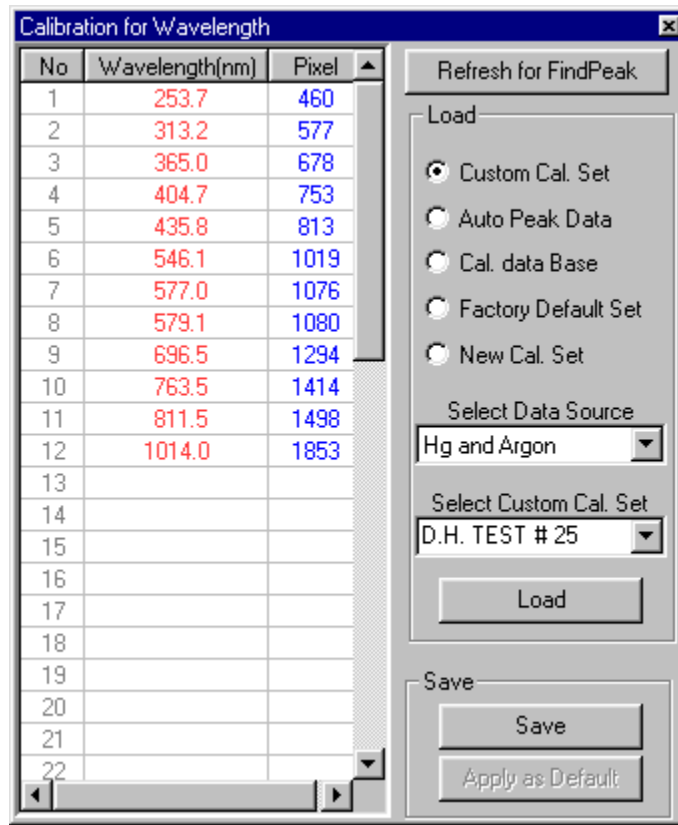 Calibration for Wavelength
No Wavelength(nm) Pixel
1 253.7 460
2 313.2 577
3 365.0 678
4 404.7 753
5 435.8 813
6 546.1 1019
7 577.0 1076
8 579.1 1080
9 696.5 1294
10 763.5 1414
11 811.5 1498
12 1014.0 1853
13
14
15
16
17
18
19
20
21
22
Refresh for FindPeak
Load
Custom Cal. Set
Auto Peak Data
Cal. data Base
Factory Default Set
New Cal. Set
Select Data Source
Hg and Argon
Select Custom Cal. Set
D.H. TEST # 25
Load
Save
Save
Apply as Default